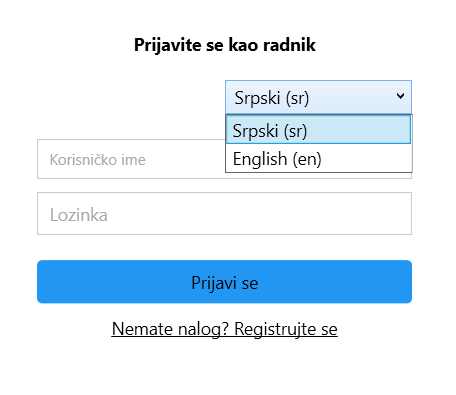 Prijavite se kao radnik
Srpski (sr)
Srpski (sr)
English (en)
Korisničko ime
Lozinka
Prijavi se
Nemate nalog? Registrujte se